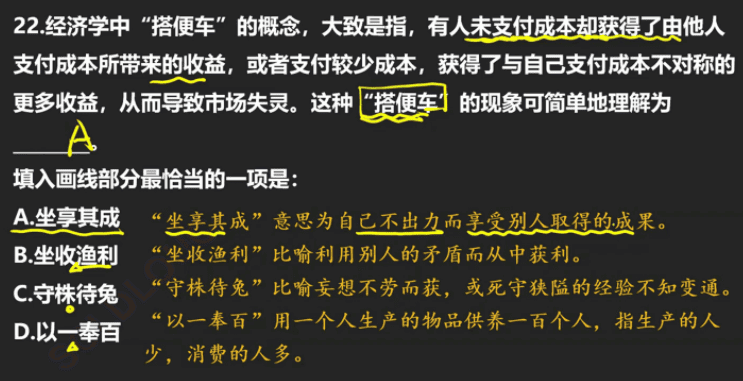 22.经济学中“搭便车”的概念，大致是指，有人未支付成本却获得了由他人
支付成本所带来的收益，或者支付较少成本，获得了与自己支付成本不对称的
更多收益，从而导致市场失灵。这种“搭便车”的现象可简单地理解为
______A。
填入画线部分最恰当的一项是：
A.坐享其成 “坐享其成”意思为自己不出力而享受别人取得的成果。
B.坐收渔利 “坐收渔利”比喻利用别人的矛盾而从中获利。
C.守株待兔 “守株待兔”比喻妄想不劳而获，或死守狭隘的经验不知变通。
D.以一奉百 “以一奉百”用一个人生产的物品供养一百个人，指生产的人
少，消费的人多。